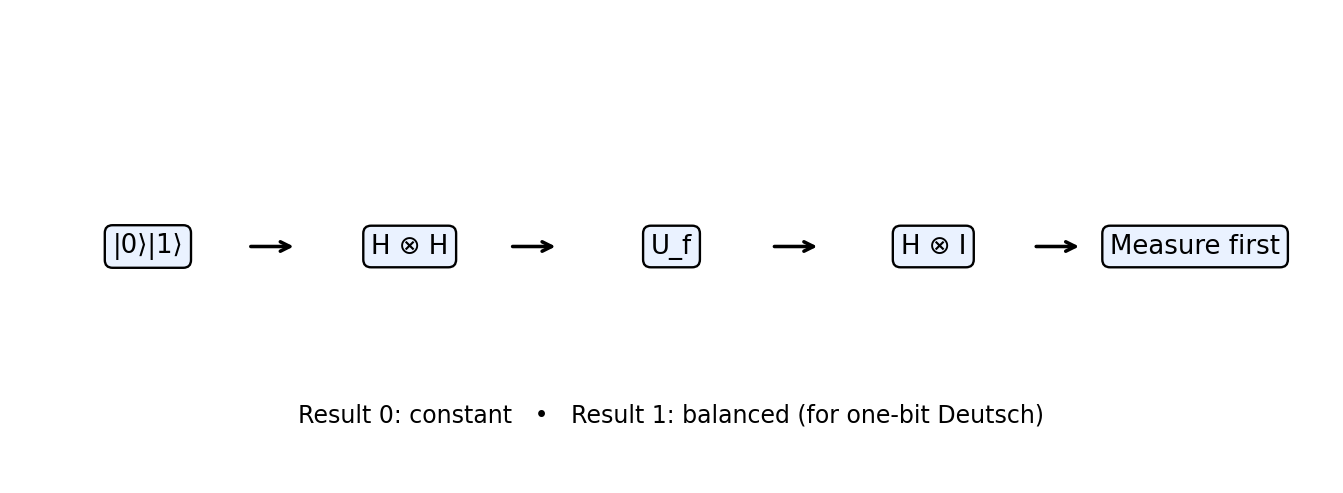 |0⟩|1⟩ H ⊗ H U_f H ⊗ I Measure first
Result 0: constant • Result 1: balanced (for one-bit Deutsch)